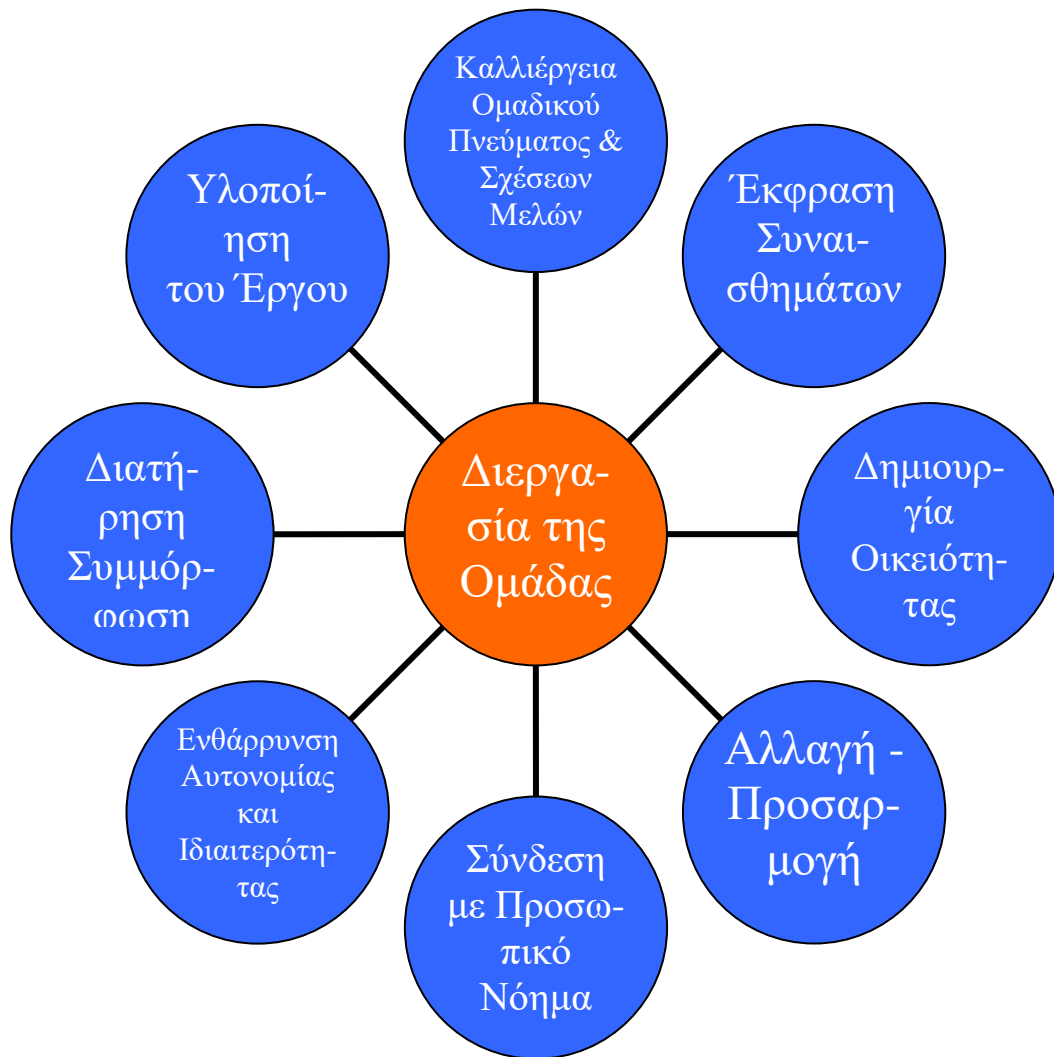 Καλλιέργεια
Ομαδικού
Πνεύματος &
Σχέσεων
Μελών
Έκφραση
Συναι-
σθημάτων
Δημιουρ-
γία
Οικειότη-
τας
Αλλαγή -
Προσαρ-
μογή
Σύνδεση
με Προσω-
πικό
Νόημα
Ενθάρρυνση
Αυτονομίας
και
Ιδιαιτερότη-
τας
Διατή-
ρηση
Συμμόρ-
φωση
Υλοποί-
ηση
του Έργου
Διεργα-
σία της
Ομάδας